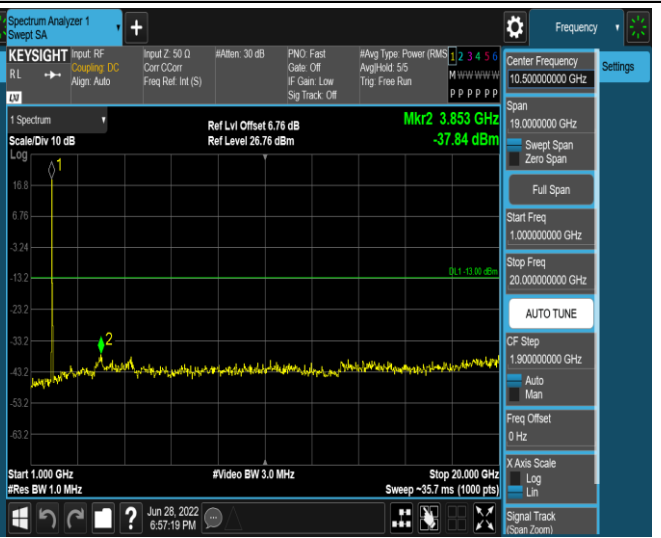 Spectrum Analyzer 1
Swept SA
Frequency
KEYSIGHT
RL
LXI
Input: RF
Coupling: DC
Align: Auto
Input Z: 50 Ω
Corr CCorr
Freq Ref: Int (S)
#Atten: 30 dB
PNO: Fast
Gate: Off
IF Gain: Low
Sig Track: Off
#Avg Type: Power (RMS
Avg|Hold: 5/5
Trig: Free Run
1 2 3 4 5 6
M W W W W W
P P P P P P
Settings
1 Spectrum
Scale/Div 10 dB
Log
Ref Lvl Offset 6.76 dB
Ref Level 26.76 dBm
Mkr2 3.853 GHz
-37.84 dBm
1
16.8
6.76
-3.24
-13.2
DL1 -13.00 dBm
-23.2
-33.2
2
-43.2
-53.2
-63.2
Start 1.000 GHz
#Res BW 1.0 MHz
#Video BW 3.0 MHz
Stop 20.000 GHz
Sweep ~35.7 ms (1000 pts)
?
Jun 28, 2022
6:57:19 PM
Center Frequency
10.500000000 GHz
Span
19.0000000 GHz
Swept Span
Zero Span
Full Span
Start Freq
1.000000000 GHz
Stop Freq
20.000000000 GHz
AUTO TUNE
CF Step
1.900000000 GHz
Auto
Man
Freq Offset
0 Hz
X Axis Scale
Log
Lin
Signal Track
(Span Zoom)